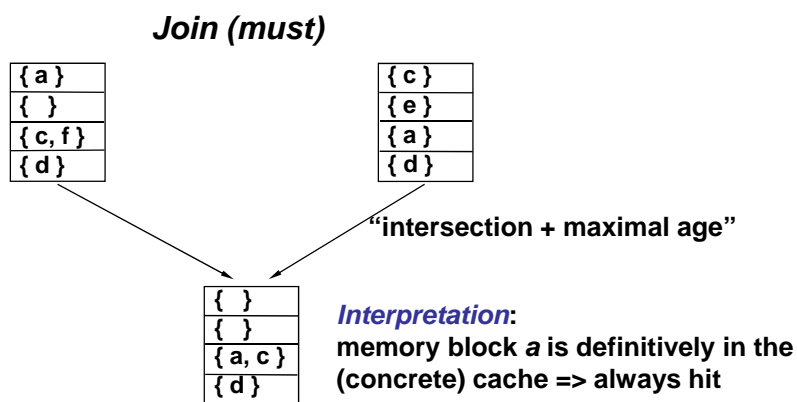 Join (must)
{ a }
{ }
{ c, f }
{ d }
{ c }
{ e }
{ a }
{ d }
“intersection + maximal age”
{ }
{ }
{ a, c }
{ d }
Interpretation:
memory block a is definitively in the
(concrete) cache => always hit